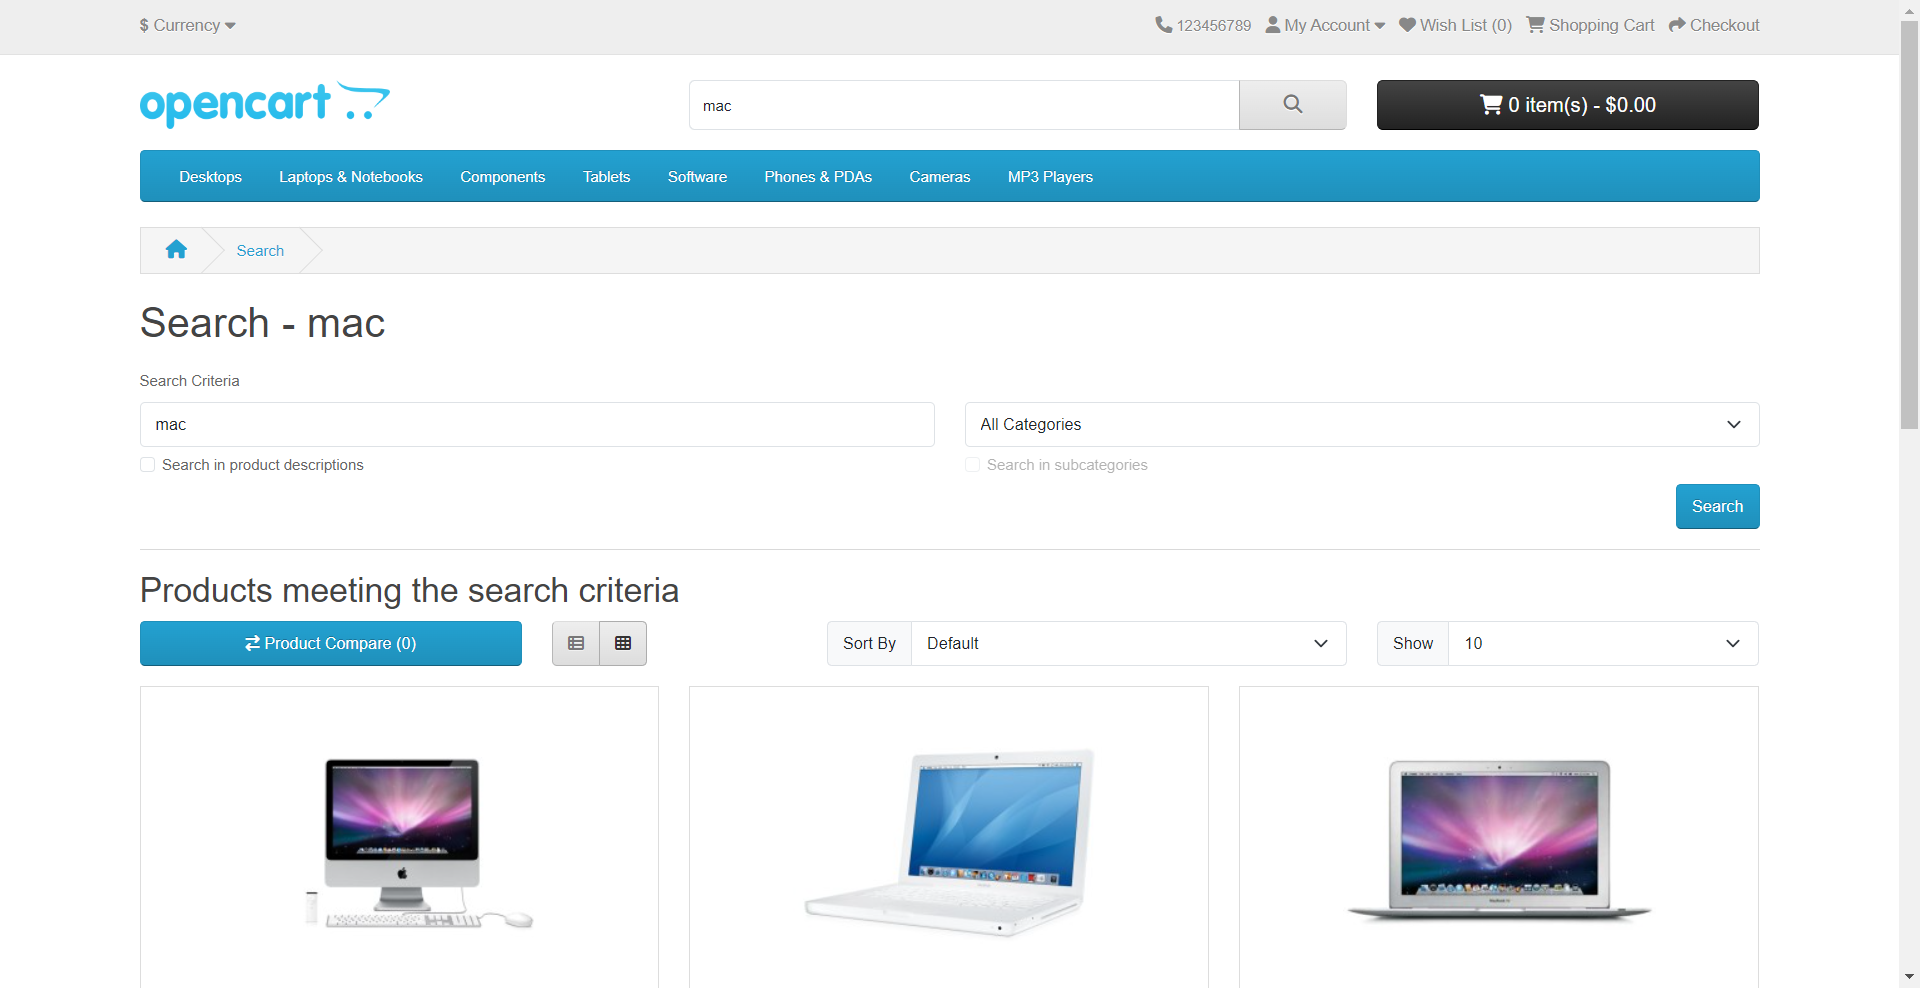 $ Currency
123456789 My Account Wish List (0) Shopping Cart Checkout
opencart
mac
0 item(s) - $0.00
Desktops Laptops & Notebooks Components Tablets Software Phones & PDAs Cameras MP3 Players
Search
Search - mac
Search Criteria
mac
All Categories
Search in product descriptions
Search in subcategories
Search
Products meeting the search criteria
Product Compare (0)
Sort By Default
Show 10